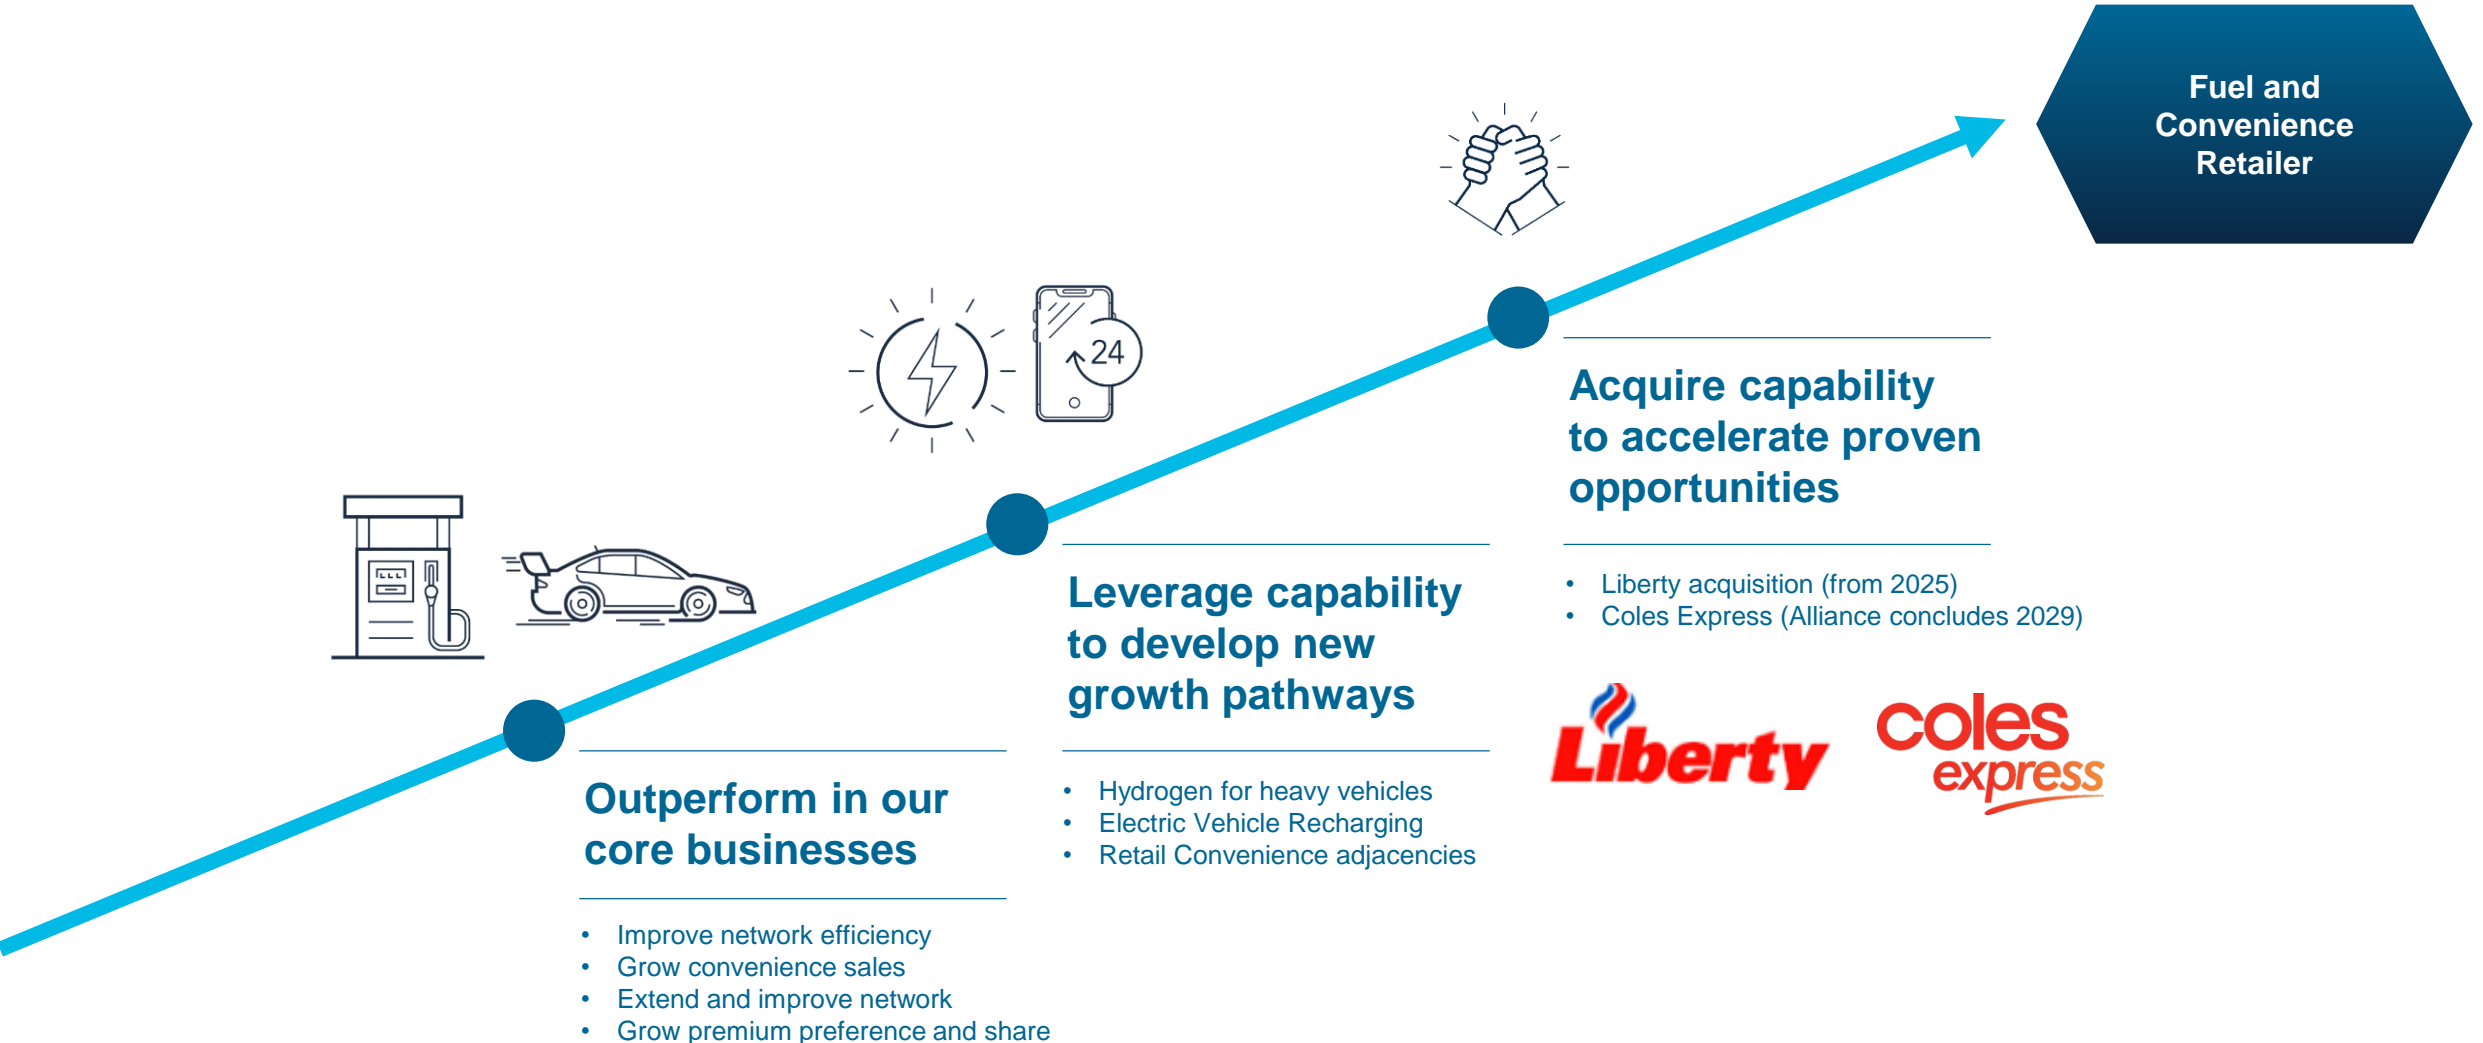 Fuel and
Convenience
Retailer
24
Acquire capability
to accelerate proven
opportunities
• Liberty acquisition (from 2025)
• Coles Express (Alliance concludes 2029)
Liberty
coles
express
Leverage capability
to develop new
growth pathways
• Hydrogen for heavy vehicles
• Electric Vehicle Recharging
• Retail Convenience adjacencies
Outperform in our
core businesses
• Improve network efficiency
• Grow convenience sales
• Extend and improve network
• Grow premium preference and share